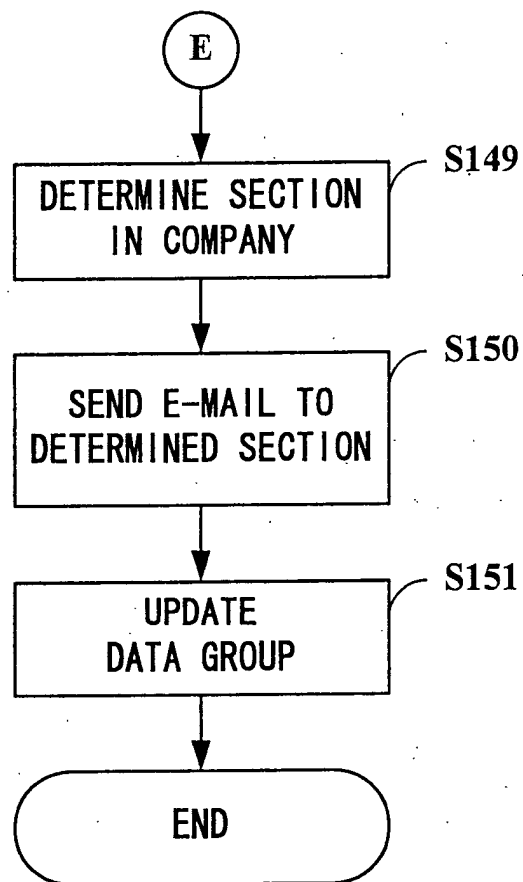 E
S149
DETERMINE SECTION
IN COMPANY
S150
SEND E-MAIL TO
DETERMINED SECTION
S151
UPDATE
DATA GROUP
END